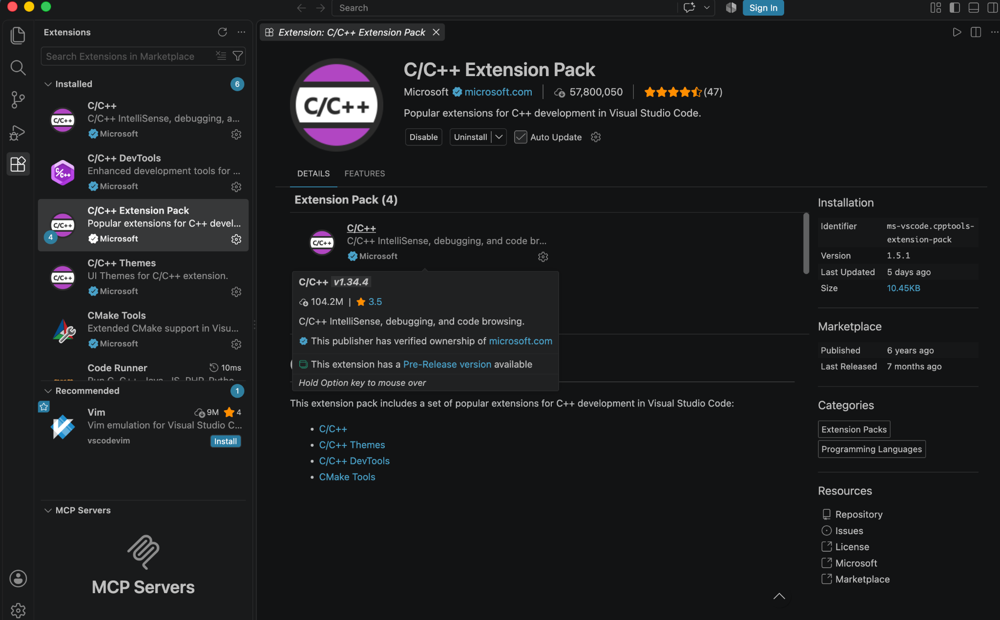 Search
Sign In
Extensions
Search Extensions in Marketplace
Installed
6
C/C++
C/C++
C/C++ IntelliSense, debugging, a...
Microsoft
C/C++
C/C++ DevTools
Enhanced development tools for ...
Microsoft
C/C++
4
C/C++ Extension Pack
Popular extensions for C++ devel...
Microsoft
C/C++
C/C++ Themes
UI Themes for C/C++ extension.
Microsoft
CMake Tools
Extended CMake support in Visu...
Microsoft
Code Runner
10ms
Run C, C++, Java, JS, PHP, Pytho...
Recommended
1
Vim
9M
4
Vim emulation for Visual Studio C...
vscodevim
Install
MCP Servers
MCP Servers
Extension: C/C++ Extension Pack
C/C++
C/C++ Extension Pack
Microsoft microsoft.com
57,800,050
(47)
Popular extensions for C++ development in Visual Studio Code.
Disable
Uninstall
Auto Update
DETAILS
FEATURES
Extension Pack (4)
C/C++
C/C++
C/C++ IntelliSense, debugging, and code br...
Microsoft
C/C++ v1.34.4
104.2M | 3.5
C/C++ IntelliSense, debugging, and code browsing.
This publisher has verified ownership of microsoft.com
This extension has a Pre-Release version available
Hold Option key to mouse over
This extension pack includes a set of popular extensions for C++ development in Visual Studio Code:
• C/C++
• C/C++ Themes
• C/C++ DevTools
• CMake Tools
Installation
Identifier ms-vscode.cpptools-
extension-pack
Version 1.5.1
Last Updated 5 days ago
Size 10.45KB
Marketplace
Published 6 years ago
Last Released 7 months ago
Categories
Extension Packs
Programming Languages
Resources
Repository
Issues
License
Microsoft
Marketplace